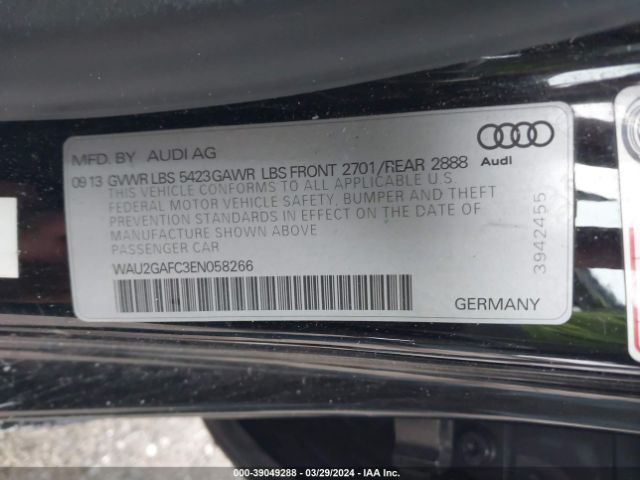 MFD. BY AUDI AG
09 13 GVWR LBS 5423GAWR LBS FRONT 2701/REAR 2888
THIS VEHICLE CONFORMS TO ALL APPLICABLE U.S.
FEDERAL MOTOR VEHICLE SAFETY, BUMPER AND THEFT
PREVENTION STANDARDS IN EFFECT ON THE DATE OF
MANUFACTURE SHOWN ABOVE
PASSENGER CAR
WAU2GAFC3EN058266
GERMANY
Audi
3942455
000-39049288 - 03/29/2024 - IAA Inc.